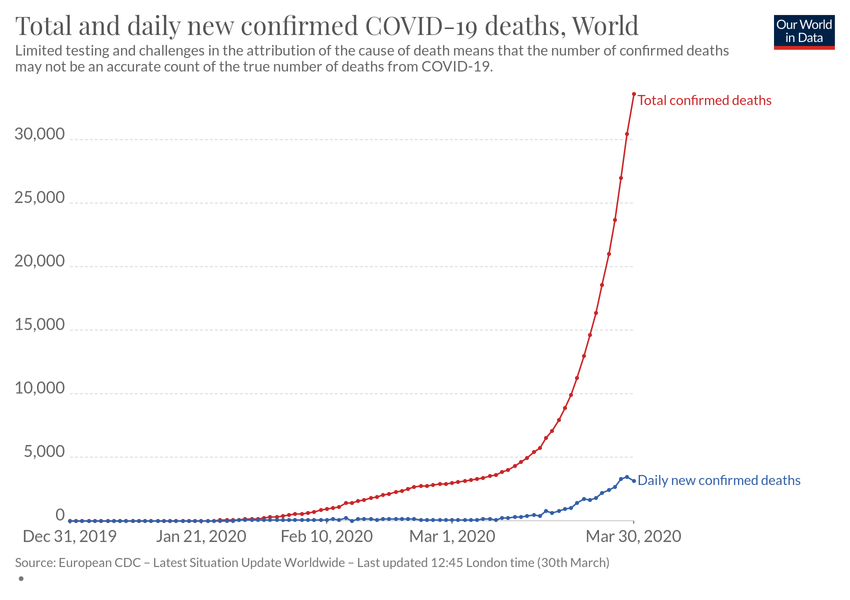 Total and daily new confirmed COVID-19 deaths, World
Our World
in Data
Limited testing and challenges in the attribution of the cause of death means that the number of confirmed deaths
may not be an accurate count of the true number of deaths from COVID-19.
Total confirmed deaths
30,000
25,000
20,000
15,000
10,000
5,000
Daily new confirmed deaths
0
Dec 31, 2019
Jan 21, 2020
Feb 10, 2020
Mar 1, 2020
Mar 30, 2020
Source: European CDC – Latest Situation Update Worldwide – Last updated 12:45 London time (30th March)
•